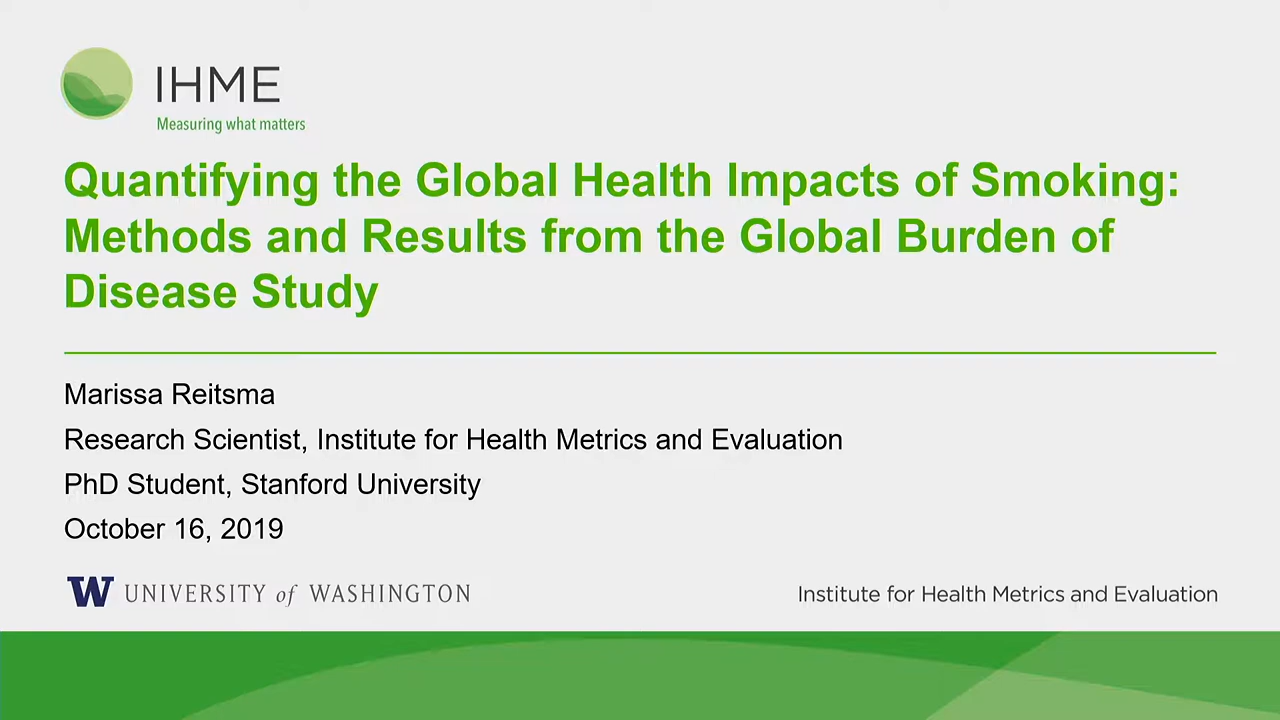 IHME
Measuring what matters
Quantifying the Global Health Impacts of Smoking:
Methods and Results from the Global Burden of
Disease Study
Marissa Reitsma
Research Scientist, Institute for Health Metrics and Evaluation
PhD Student, Stanford University
October 16, 2019
W UNIVERSITY of WASHINGTON
Institute for Health Metrics and Evaluation